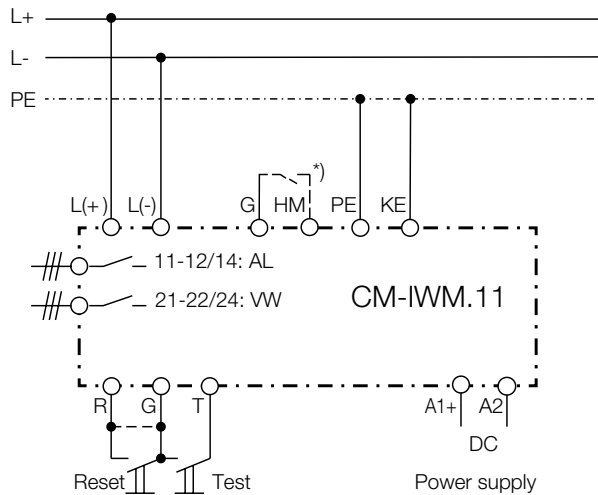 L+
L-
PE
*)
L(+) L(-) G HM PE KE
11-12/14: AL
21-22/24: VW
CM-IWM.11
R G T A1+ A2
DC
Reset Test Power supply